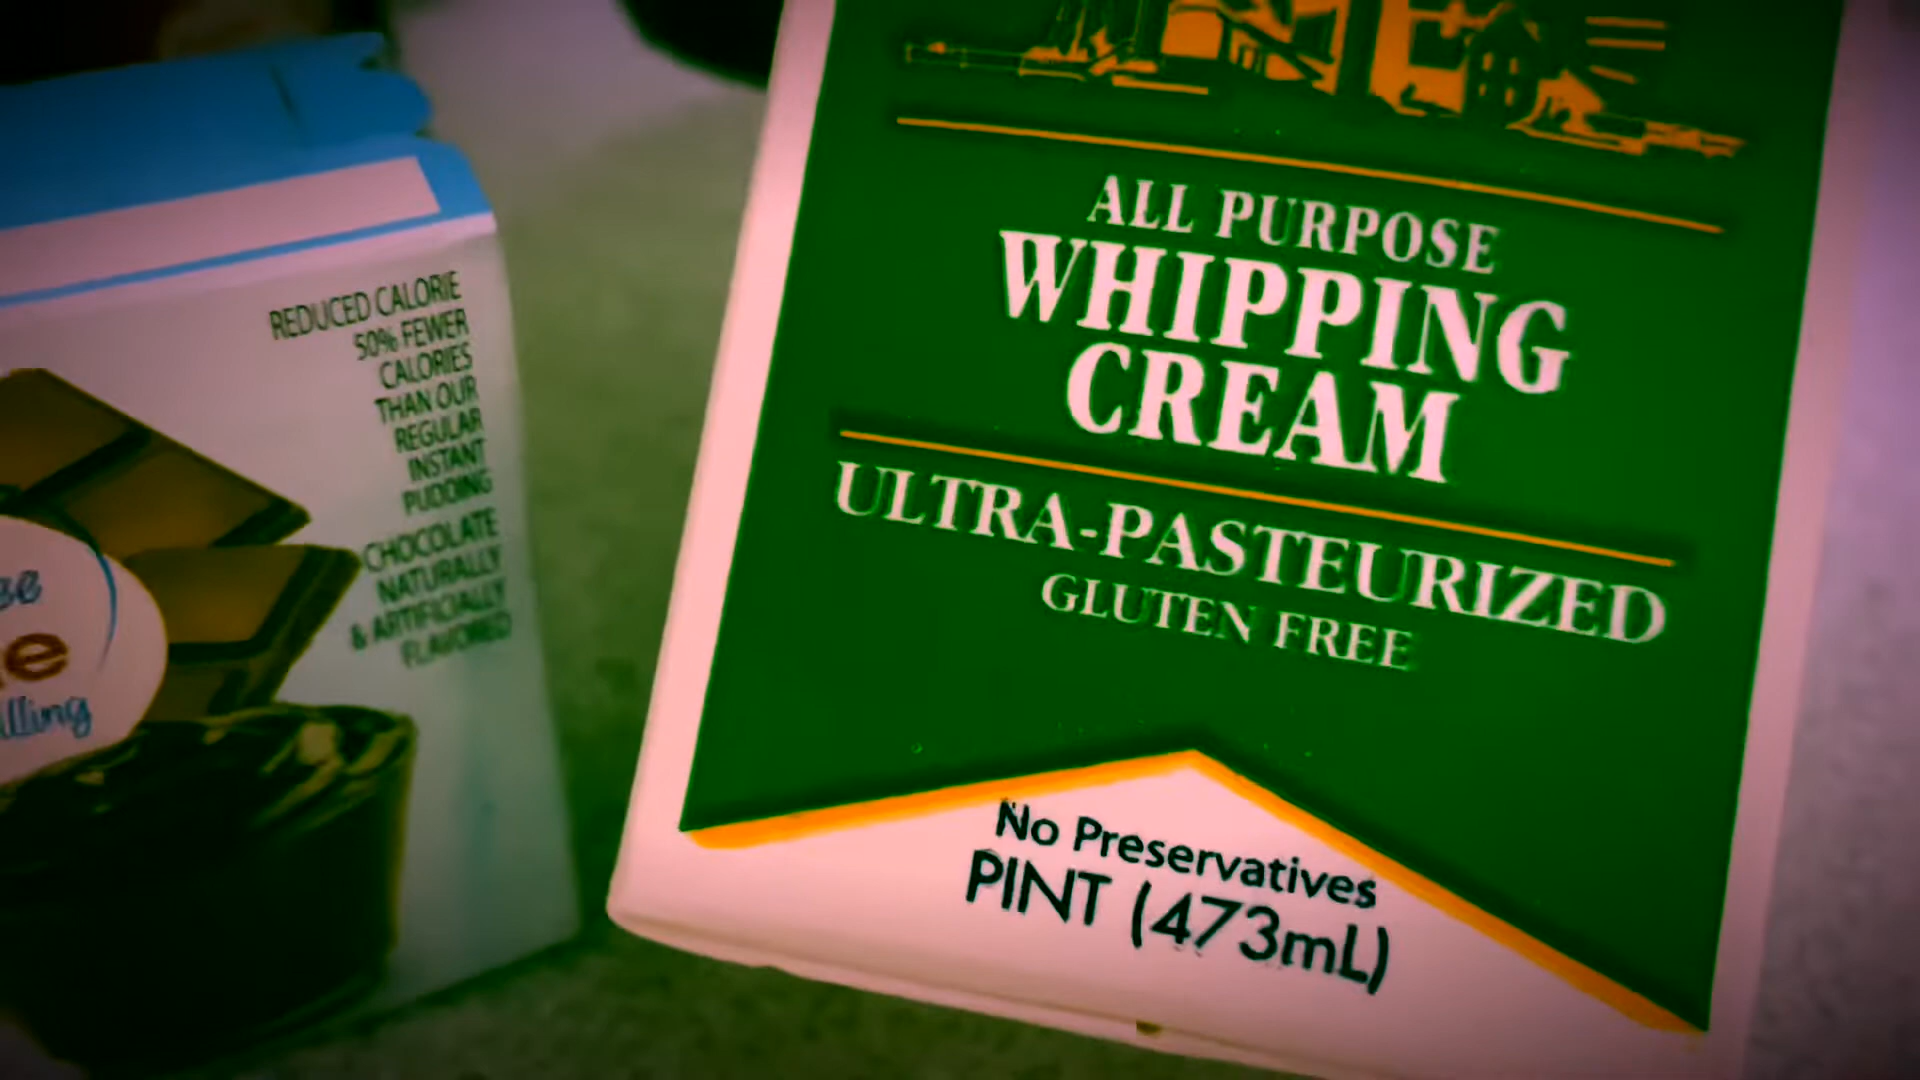 REDUCED CALORIE
50% FEWER
CALORIES
THAN OUR
REGULAR
INSTANT
PUDDING
CHOCOLATE
NATURALLY
& ARTIFICIALLY
FLAVORED
ALL PURPOSE
WHIPPING
CREAM
ULTRA-PASTEURIZED
GLUTEN FREE
No Preservatives
PINT (473mL)